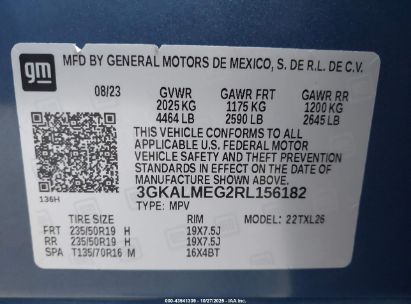 gm
MFD BY GENERAL MOTORS DE MEXICO, S. DE R.L. DE C.V.
08/23 GVWR GAWR FRT GAWR RR
2025 KG 1175 KG 1200 KG
4464 LB 2590 LB 2645 LB
THIS VEHICLE CONFORMS TO ALL
APPLICABLE U.S. FEDERAL MOTOR
VEHICLE SAFETY AND THEFT PREVENTION
STANDARDS IN EFFECT ON THE DATE OF
MANUFACTURE SHOWN ABOVE.
136H 3GKALMEG2RL156182
TYPE: MPV
TIRE SIZE RIM MODEL: 22TXL26
FRT 235/50R19 H 19X7.5J
RR 235/50R19 H 19X7.5J
SPA T135/70R16 M 16X4BT